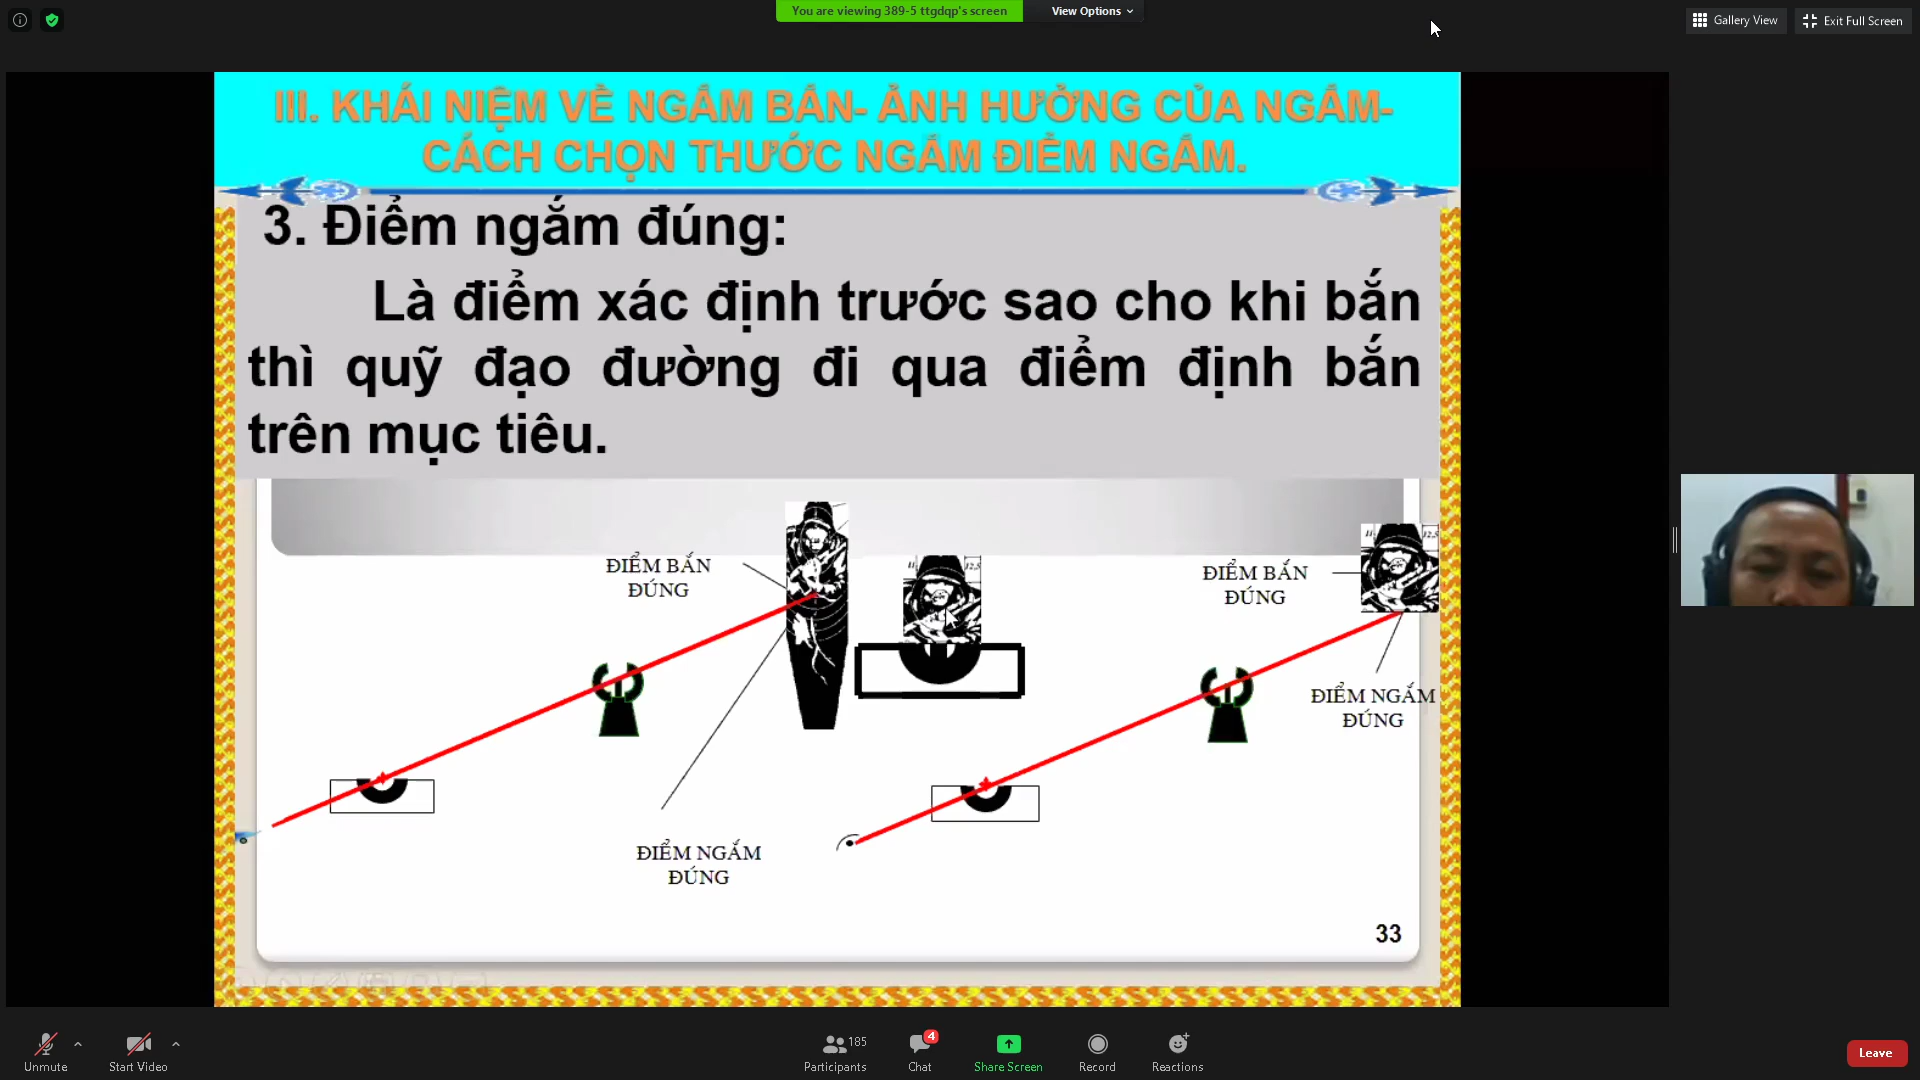 You are viewing 389-5 ttgdqp's screen
View Options
Gallery View
Exit Full Screen
III. KHÁI NIỆM VỀ NGẮM BẮN- ẢNH HƯỞNG CỦA NGẮM-
CÁCH CHỌN THƯỚC NGẮM ĐIỂM NGẮM.
3. Điểm ngắm đúng:
Là điểm xác định trước sao cho khi bắn
thì quỹ đạo đường đi qua điểm định bắn
trên mục tiêu.
ĐIỂM BẮN
ĐÚNG
12,5
ĐIỂM BẮN
ĐÚNG
12,5
ĐIỂM NGẮM
ĐÚNG
ĐIỂM NGẮM
ĐÚNG
33
Unmute
Start Video
185
Participants
4
Chat
Share Screen
Record
Reactions
Leave